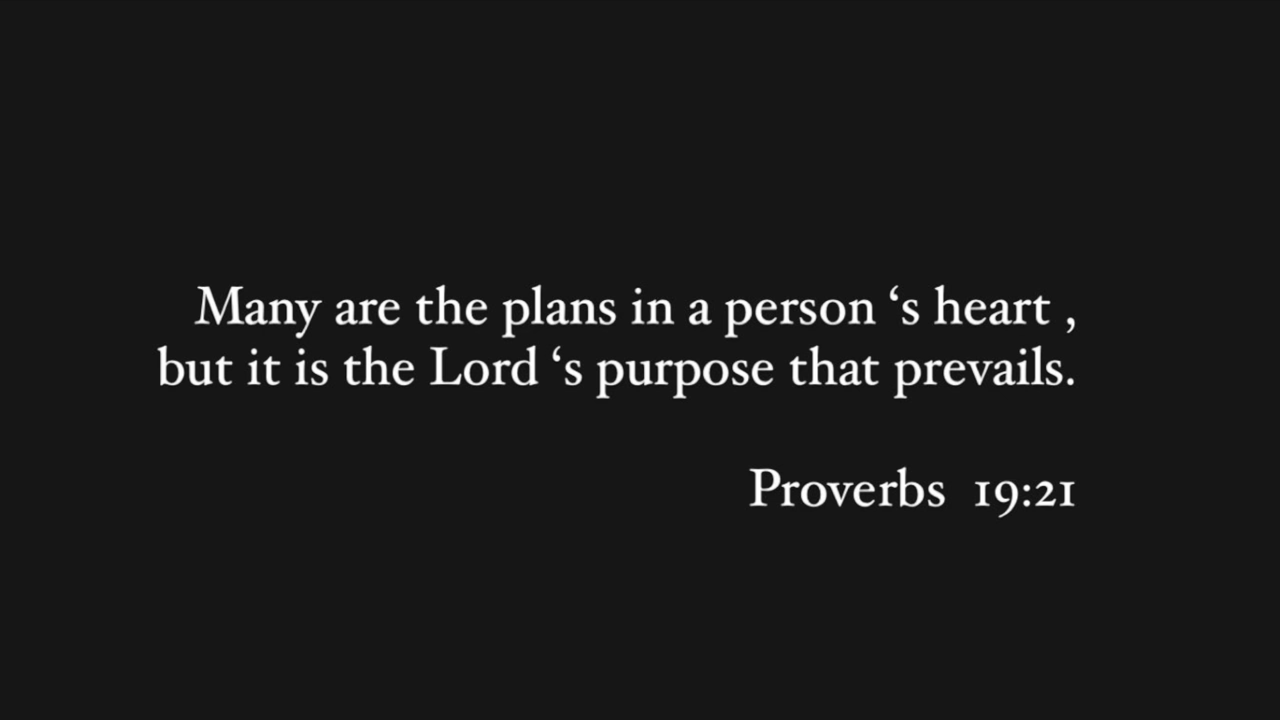 Many are the plans in a person ‘s heart ,
but it is the Lord ‘s purpose that prevails.
Proverbs 19:21